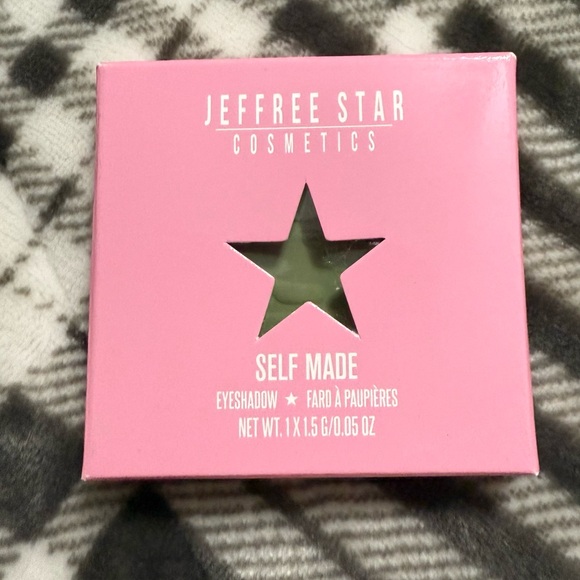 JEFFREE STAR
COSMETICS
SELF MADE
EYESHADOW ★ FARD À PAUPIÈRES
NET WT. 1 X 1.5 G/0.05 OZ